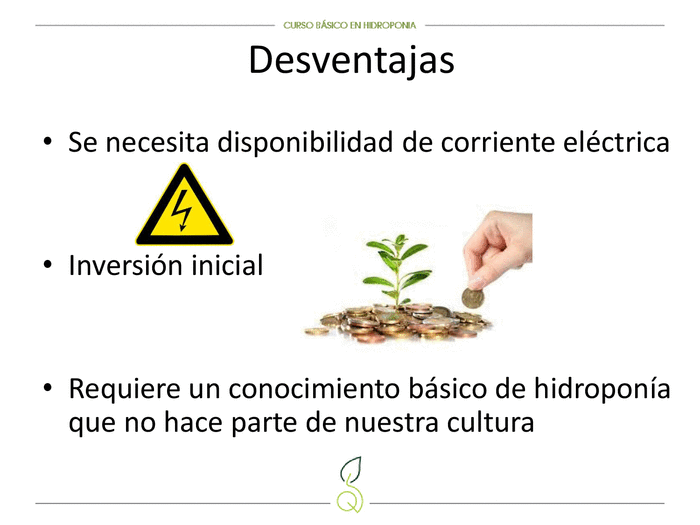 CURSO BÁSICO EN HIDROPONIA
Desventajas
• Se necesita disponibilidad de corriente eléctrica
• Inversión inicial
• Requiere un conocimiento básico de hidroponía
que no hace parte de nuestra cultura